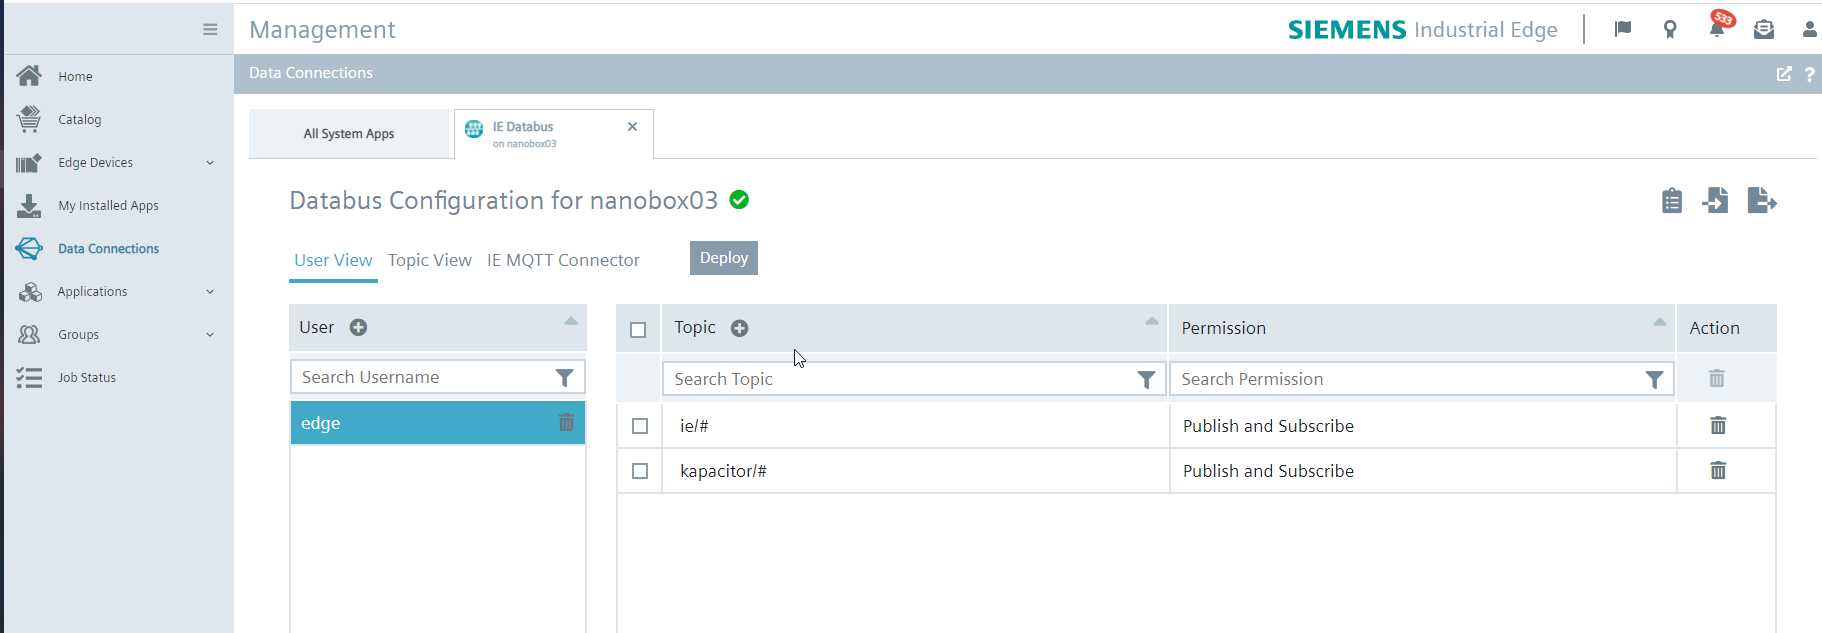 Management
SIEMENS Industrial Edge
533
Data Connections
?
Home
Catalog
Edge Devices
My Installed Apps
Data Connections
Applications
Groups
Job Status
All System Apps
IE Databus
on nanobox03
Databus Configuration for nanobox03
User View Topic View IE MQTT Connector Deploy
User
Topic Permission Action
Search Username
Search Topic Search Permission
edge
ie/# Publish and Subscribe
kapacitor/# Publish and Subscribe